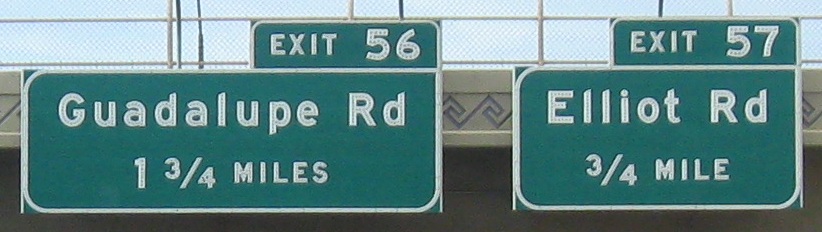 EXIT 56
Guadalupe Rd
1 3/4 MILES
EXIT 57
Elliot Rd
3/4 MILE